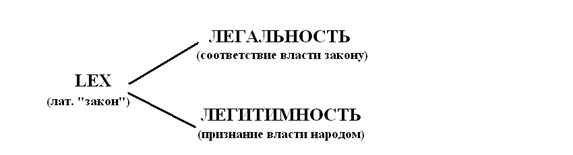 ЛЕГАЛЬНОСТЬ
(соответствие власти закону)
LEX
(лат. "закон")
ЛЕГИТИМНОСТЬ
(признание власти народом)